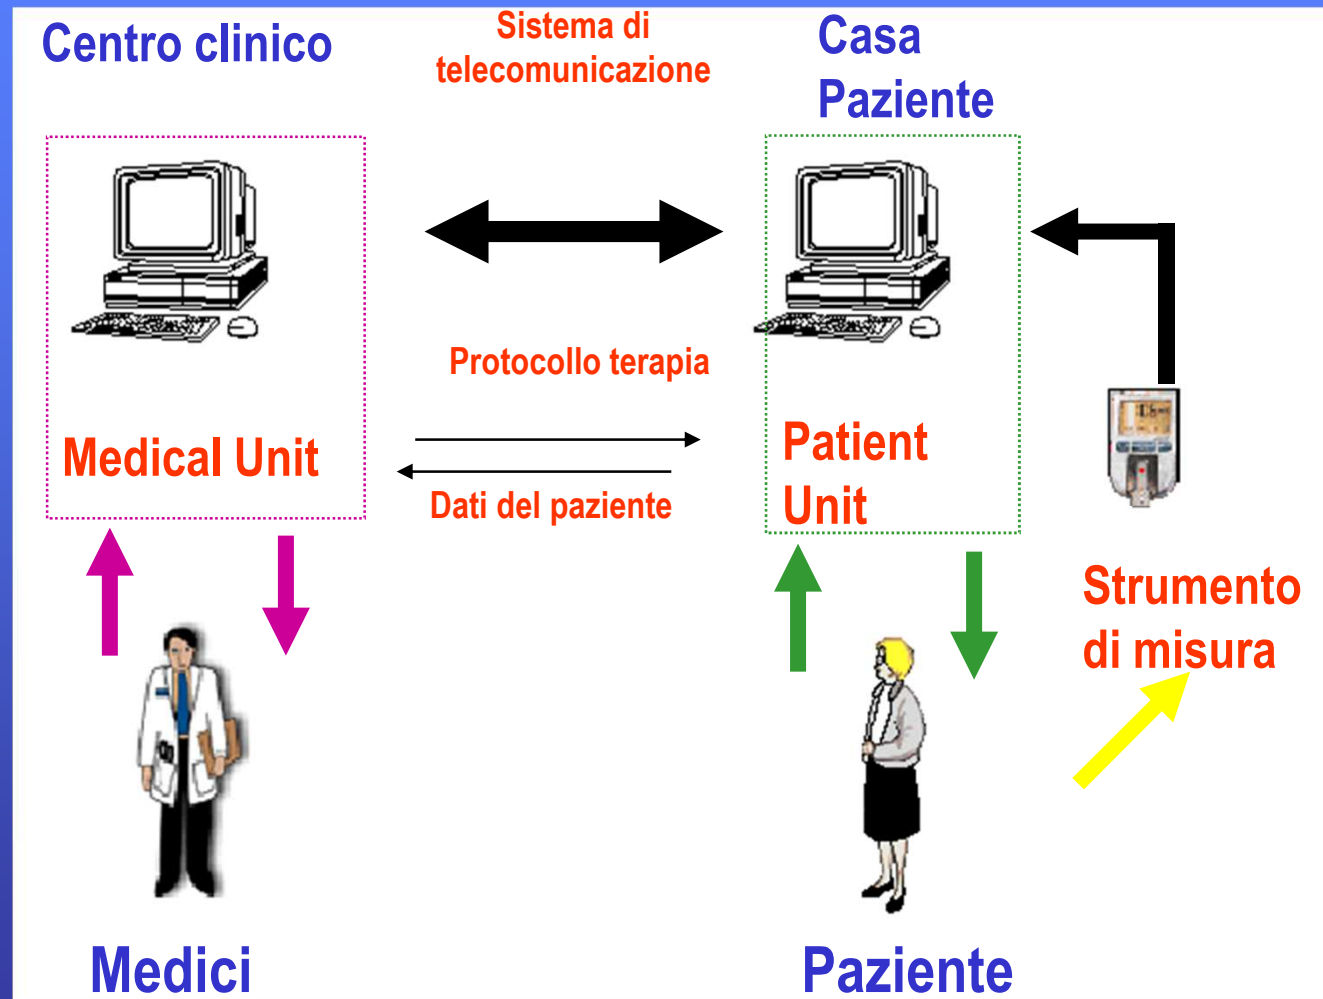 Centro clinico
Sistema di
telecomunicazione
Casa
Paziente
Protocollo terapia
Medical Unit
Dati del paziente
Patient
Unit
Strumento
di misura
Medici
Paziente